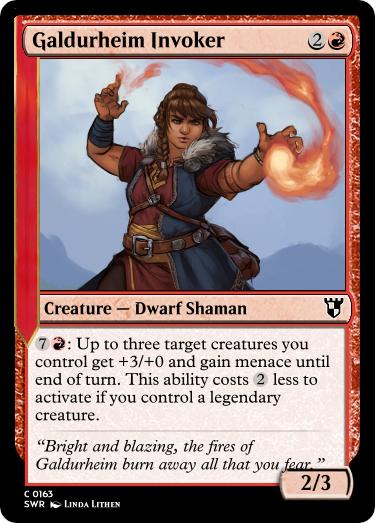 Galdurheim Invoker 2
Creature — Dwarf Shaman
7 : Up to three target creatures you
control get +3/+0 and gain menace until
end of turn. This ability costs 2 less to
activate if you control a legendary
creature.
“Bright and blazing, the fires of
Galdurheim burn away all that you fear.”
2/3
C 0163
SWR Linda Lithen